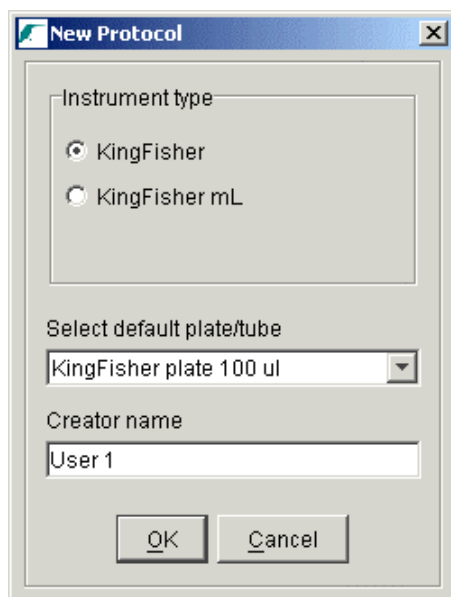 New Protocol
Instrument type
KingFisher
KingFisher mL
Select default plate/tube
KingFisher plate 100 ul
Creator name
User 1
OK Cancel